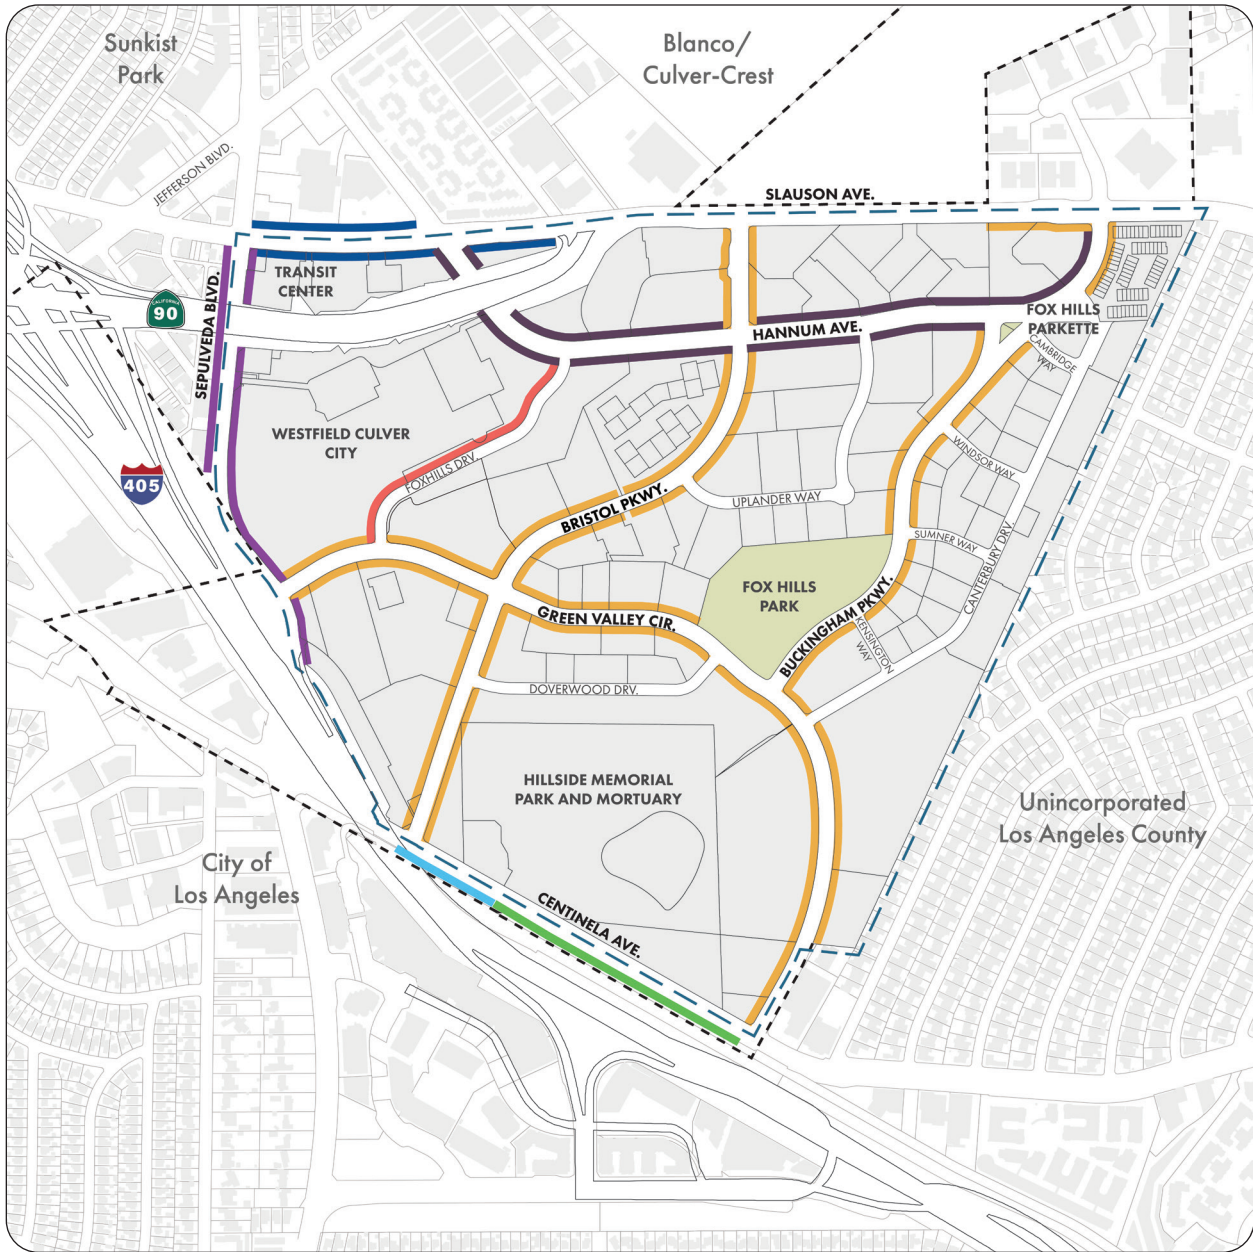 Sunkist
Park
Blanco/
Culver-Crest
JEFFERSON BLVD.
SLAUSON AVE.
TRANSIT
CENTER
CALIFORNIA
90
SEPULVEDA BLVD.
HANNUM AVE.
FOX HILLS
PARKETTE
CAMBRIDGE
WAY
WESTFIELD CULVER
CITY
405
FOXHILLS DRV.
WINDSOR WAY
UPLANDER WAY
BRISTOL PKWY.
SUMNER WAY
CANTERBURY DRV.
FOX HILLS
PARK
BUCKINGHAM PKWY.
GREEN VALLEY CIR.
KENSINGTON
WAY
DOVERWOOD DRV.
HILLSIDE MEMORIAL
PARK AND MORTUARY
Unincorporated
Los Angeles County
City of
Los Angeles
CENTINELA AVE.